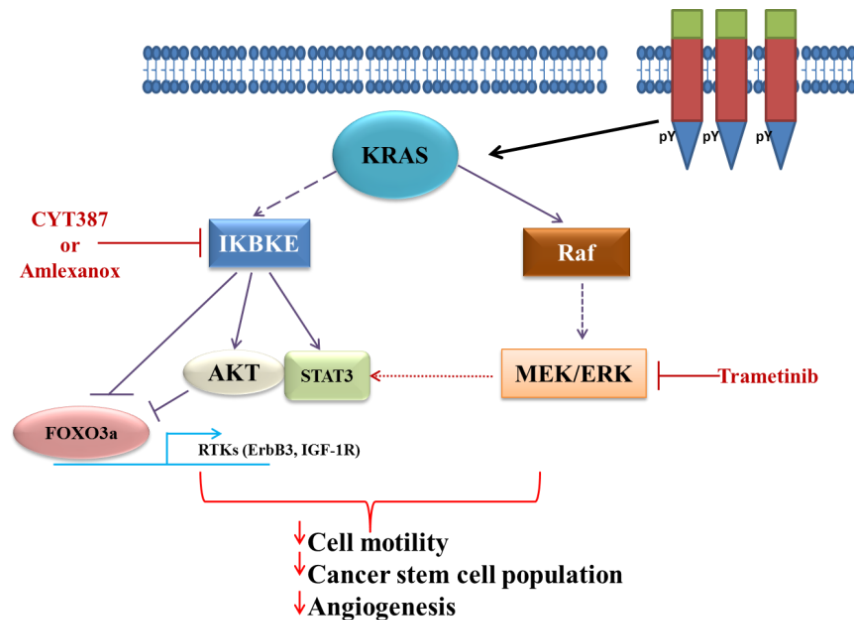 pY pY pY
KRAS
CYT387
or
Amlexanox
IKBKE
Raf
AKT
STAT3
MEK/ERK
Trametinib
FOXO3a
RTKs (ErbB3, IGF-1R)
Cell motility
Cancer stem cell population
Angiogenesis